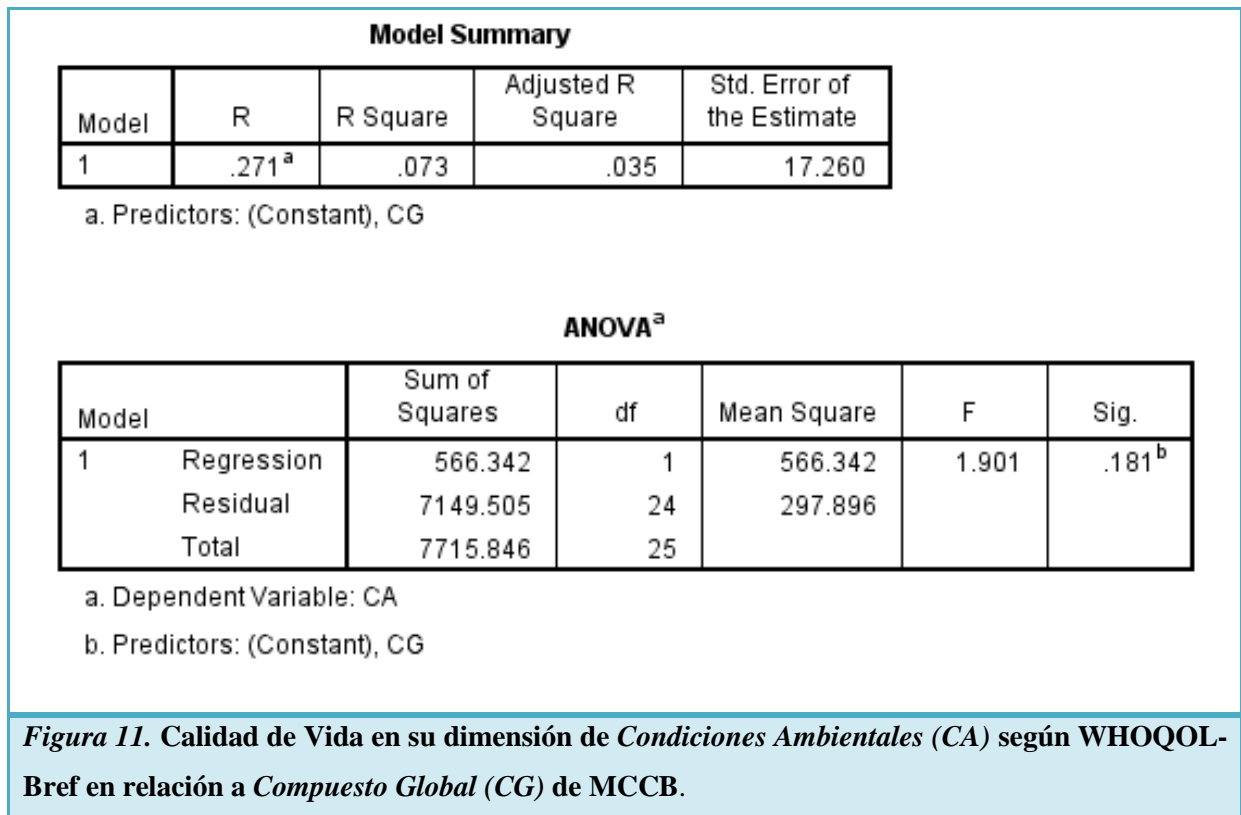 Model Summary
Model R R Square Adjusted R Square Std. Error of the Estimate
1 .271a .073 .035 17.260
a. Predictors: (Constant), CG
ANOVAa
Model Sum of Squares df Mean Square F Sig.
1 Regression 566.342 1 566.342 1.901 .181b
Residual 7149.505 24 297.896
Total 7715.846 25
a. Dependent Variable: CA
b. Predictors: (Constant), CG
Figura 11. Calidad de Vida en su dimensión de Condiciones Ambientales (CA) según WHOQOL-
Bref en relación a Compuesto Global (CG) de MCCB.